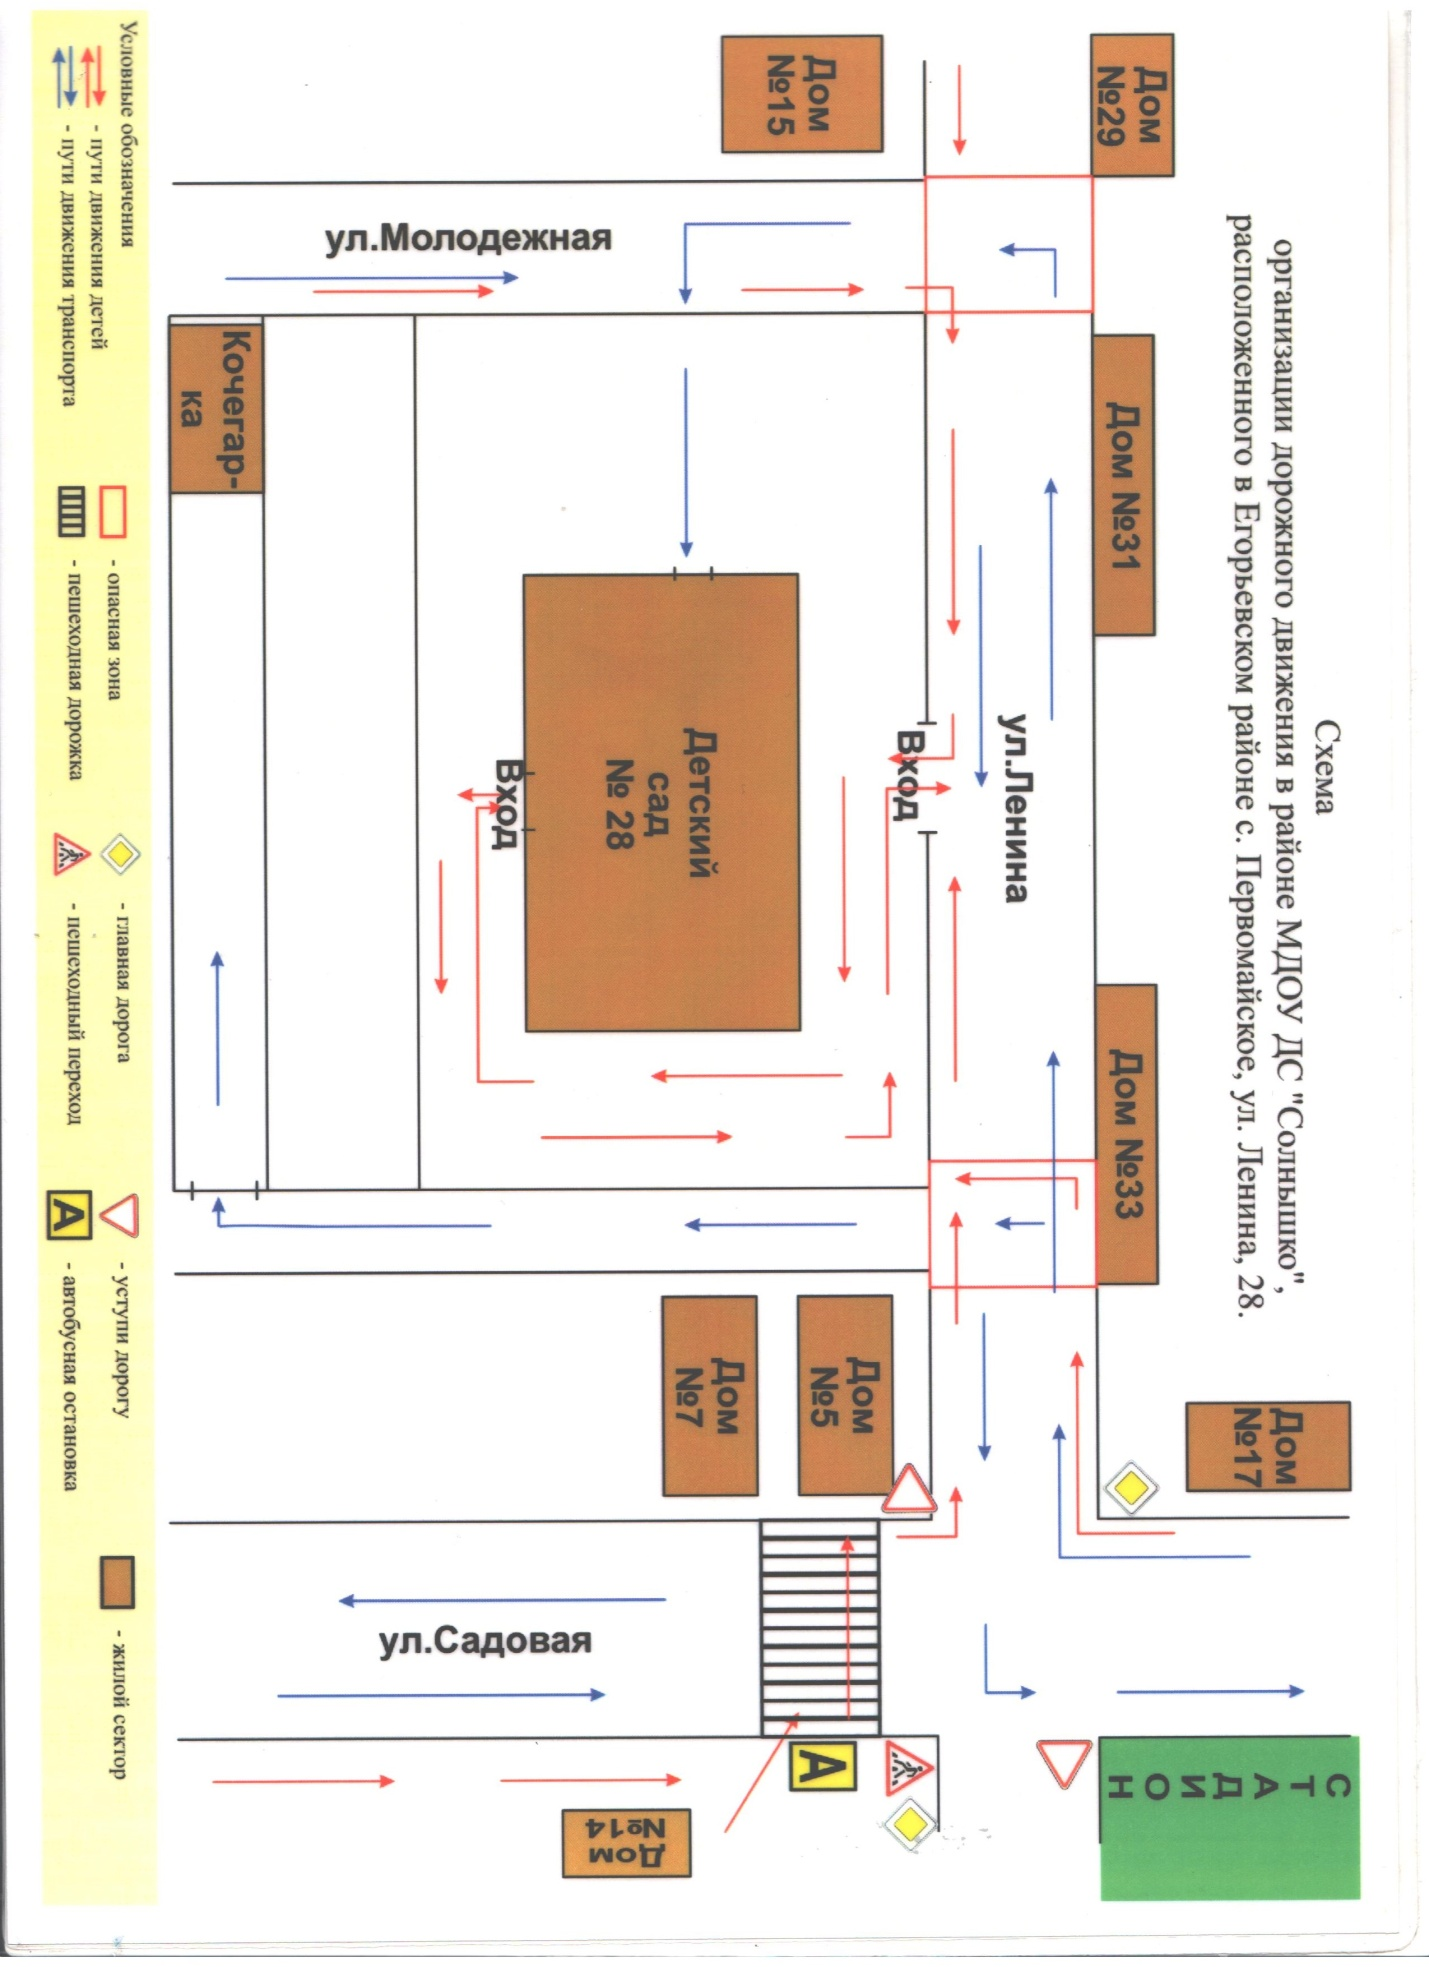 Схема
организации дорожного движения в районе МДОУ ДС "Солнышко",
расположенного в Егорьевском районе с. Первомайское, ул. Ленина, 28.
Дом
№29
Дом №31
Дом №33
Дом
№17
СТАДИОН
Дом
№15
ул.Ленина
Вход
Детский
сад
№ 28
Вход
ул.Молодежная
Кочегар-
ка
Дом
№5
Дом
№7
ул.Садовая
А
Дом
№14
Условные обозначения
- пути движения детей
- пути движения транспорта
- опасная зона
- пешеходная дорожка
- главная дорога
- пешеходный переход
- уступи дорогу
А
- автобусная остановка
- жилой сектор